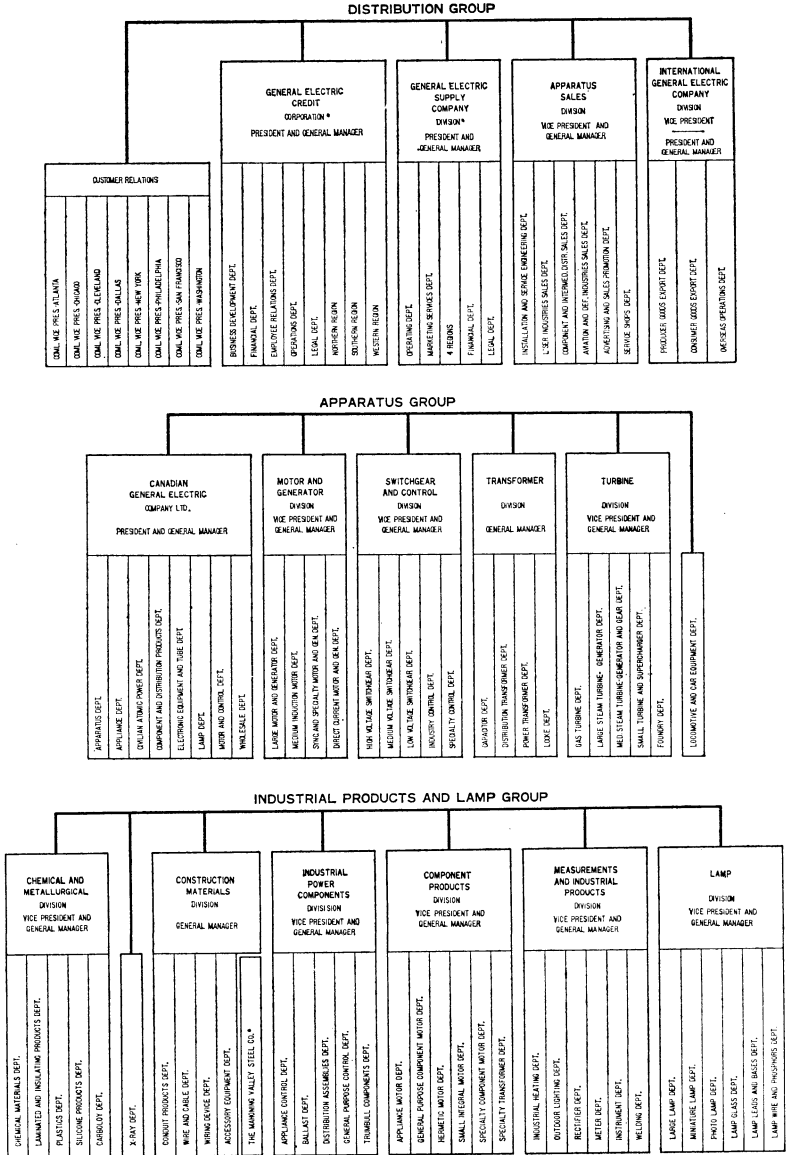 DISTRIBUTION GROUP
CUSTOMER RELATIONS
COML. VICE PRES.-ATLANTA
COML. VICE PRES.-CHICAGO
COML. VICE PRES.-CLEVELAND
COML. VICE PRES.-DALLAS
COML. VICE PRES.-NEW YORK
COML. VICE PRES.-PHILADELPHIA
COML. VICE PRES.-SAN FRANCISCO
COML. VICE PRES.-WASHINGTON
GENERAL ELECTRIC
CREDIT
CORPORATION*
PRESIDENT AND GENERAL MANAGER
BUSINESS DEVELOPMENT DEPT.
FINANCIAL DEPT.
EMPLOYEE RELATIONS DEPT.
OPERATIONS DEPT.
LEGAL DEPT.
NORTHERN REGION
SOUTHERN REGION
WESTERN REGION
GENERAL ELECTRIC
SUPPLY
COMPANY
DIVISION*
PRESIDENT AND
GENERAL MANAGER
OPERATING DEPT.
MARKETING SERVICES DEPT.
4 REGIONS
FINANCIAL DEPT.
LEGAL DEPT.
APPARATUS
SALES
DIVISION
VICE PRESIDENT AND
GENERAL MANAGER
INSTALLATION AND SERVICE ENGINEERING DEPT.
USER INDUSTRIES SALES DEPT.
COMPONENT AND INTERMED. DISTR. SALES DEPT.
AVIATION AND DEF. INDUSTRIES SALES DEPT.
ADVERTISING AND SALES PROMOTION DEPT.
SERVICE SHOPS DEPT.
INTERNATIONAL
GENERAL ELECTRIC
COMPANY
DIVISION
VICE PRESIDENT
PRESIDENT AND
GENERAL MANAGER
PRODUCER GOODS EXPORT DEPT.
CONSUMER GOODS EXPORT DEPT.
OVERSEAS OPERATIONS DEPT.
APPARATUS GROUP
CANADIAN
GENERAL ELECTRIC
COMPANY LTD.
PRESIDENT AND GENERAL MANAGER
APPARATUS DEPT.
APPLIANCE DEPT.
CIVILIAN ATOMIC POWER DEPT.
COMPONENT AND DISTRIBUTION PRODUCTS DEPT.
ELECTRONIC EQUIPMENT AND TUBE DEPT.
LAMP DEPT.
MOTOR AND CONTROL DEPT.
WHOLESALE DEPT.
MOTOR AND
GENERATOR
DIVISION
VICE PRESIDENT AND
GENERAL MANAGER
LARGE MOTOR AND GENERATOR DEPT.
MEDIUM INDUCTION MOTOR DEPT.
SYNC AND SPECIALTY MOTOR AND GEN. DEPT.
DIRECT CURRENT MOTOR AND GEN. DEPT.
SWITCHGEAR
AND CONTROL
DIVISION
VICE PRESIDENT AND
GENERAL MANAGER
HIGH VOLTAGE SWITCHGEAR DEPT.
MEDIUM VOLTAGE SWITCHGEAR DEPT.
LOW VOLTAGE SWITCHGEAR DEPT.
INDUSTRY CONTROL DEPT.
SPECIALTY CONTROL DEPT.
TRANSFORMER
DIVISION
GENERAL MANAGER
CAPACITOR DEPT.
DISTRIBUTION TRANSFORMER DEPT.
POWER TRANSFORMER DEPT.
LOCKE DEPT.
TURBINE
DIVISION
VICE PRESIDENT AND
GENERAL MANAGER
GAS TURBINE DEPT.
LARGE STEAM TURBINE- GENERATOR DEPT.
MED STEAM TURBINE-GENERATOR AND GEAR DEPT.
SMALL TURBINE AND SUPERCHARGER DEPT.
FOUNDRY DEPT.
LOCOMOTIVE AND CAR EQUIPMENT DEPT.
INDUSTRIAL PRODUCTS AND LAMP GROUP
CHEMICAL AND
METALLURGICAL
DIVISION
VICE PRESIDENT AND
GENERAL MANAGER
CHEMICAL MATERIALS DEPT.
LAMINATED AND INSULATING PRODUCTS DEPT.
PLASTICS DEPT.
SILICONE PRODUCTS DEPT.
CARBOLOY DEPT.
X-RAY DEPT.
CONSTRUCTION
MATERIALS
DIVISION
GENERAL MANAGER
CONDUIT PRODUCTS DEPT.
WIRE AND CABLE DEPT.
WIRING DEVICE DEPT.
ACCESSORY EQUIPMENT DEPT.
THE MAHONING VALLEY STEEL CO.*
INDUSTRIAL
POWER
COMPONENTS
DIVISION
VICE PRESIDENT AND
GENERAL MANAGER
APPLIANCE CONTROL DEPT.
BALLAST DEPT.
DISTRIBUTION ASSEMBLIES DEPT.
GENERAL PURPOSE CONTROL DEPT.
TRUMBULL COMPONENTS DEPT.
COMPONENT
PRODUCTS
DIVISION
VICE PRESIDENT AND
GENERAL MANAGER
APPLIANCE MOTOR DEPT.
GENERAL PURPOSE COMPONENT MOTOR DEPT.
HERMETIC MOTOR DEPT.
SMALL INTEGRAL MOTOR DEPT.
SPECIALTY COMPONENT MOTOR DEPT.
SPECIALTY TRANSFORMER DEPT.
MEASUREMENTS
AND INDUSTRIAL
PRODUCTS
DIVISION
VICE PRESIDENT AND
GENERAL MANAGER
INDUSTRIAL HEATING DEPT.
OUTDOOR LIGHTING DEPT.
RECTIFIER DEPT.
METER DEPT.
INSTRUMENT DEPT.
WELDING DEPT.
LAMP
DIVISION
VICE PRESIDENT AND
GENERAL MANAGER
LARGE LAMP DEPT.
MINIATURE LAMP DEPT.
PHOTO LAMP DEPT.
LAMP GLASS DEPT.
LAMP LEADS AND BASES DEPT.
LAMP WIRE AND PHOSPHORS DEPT.